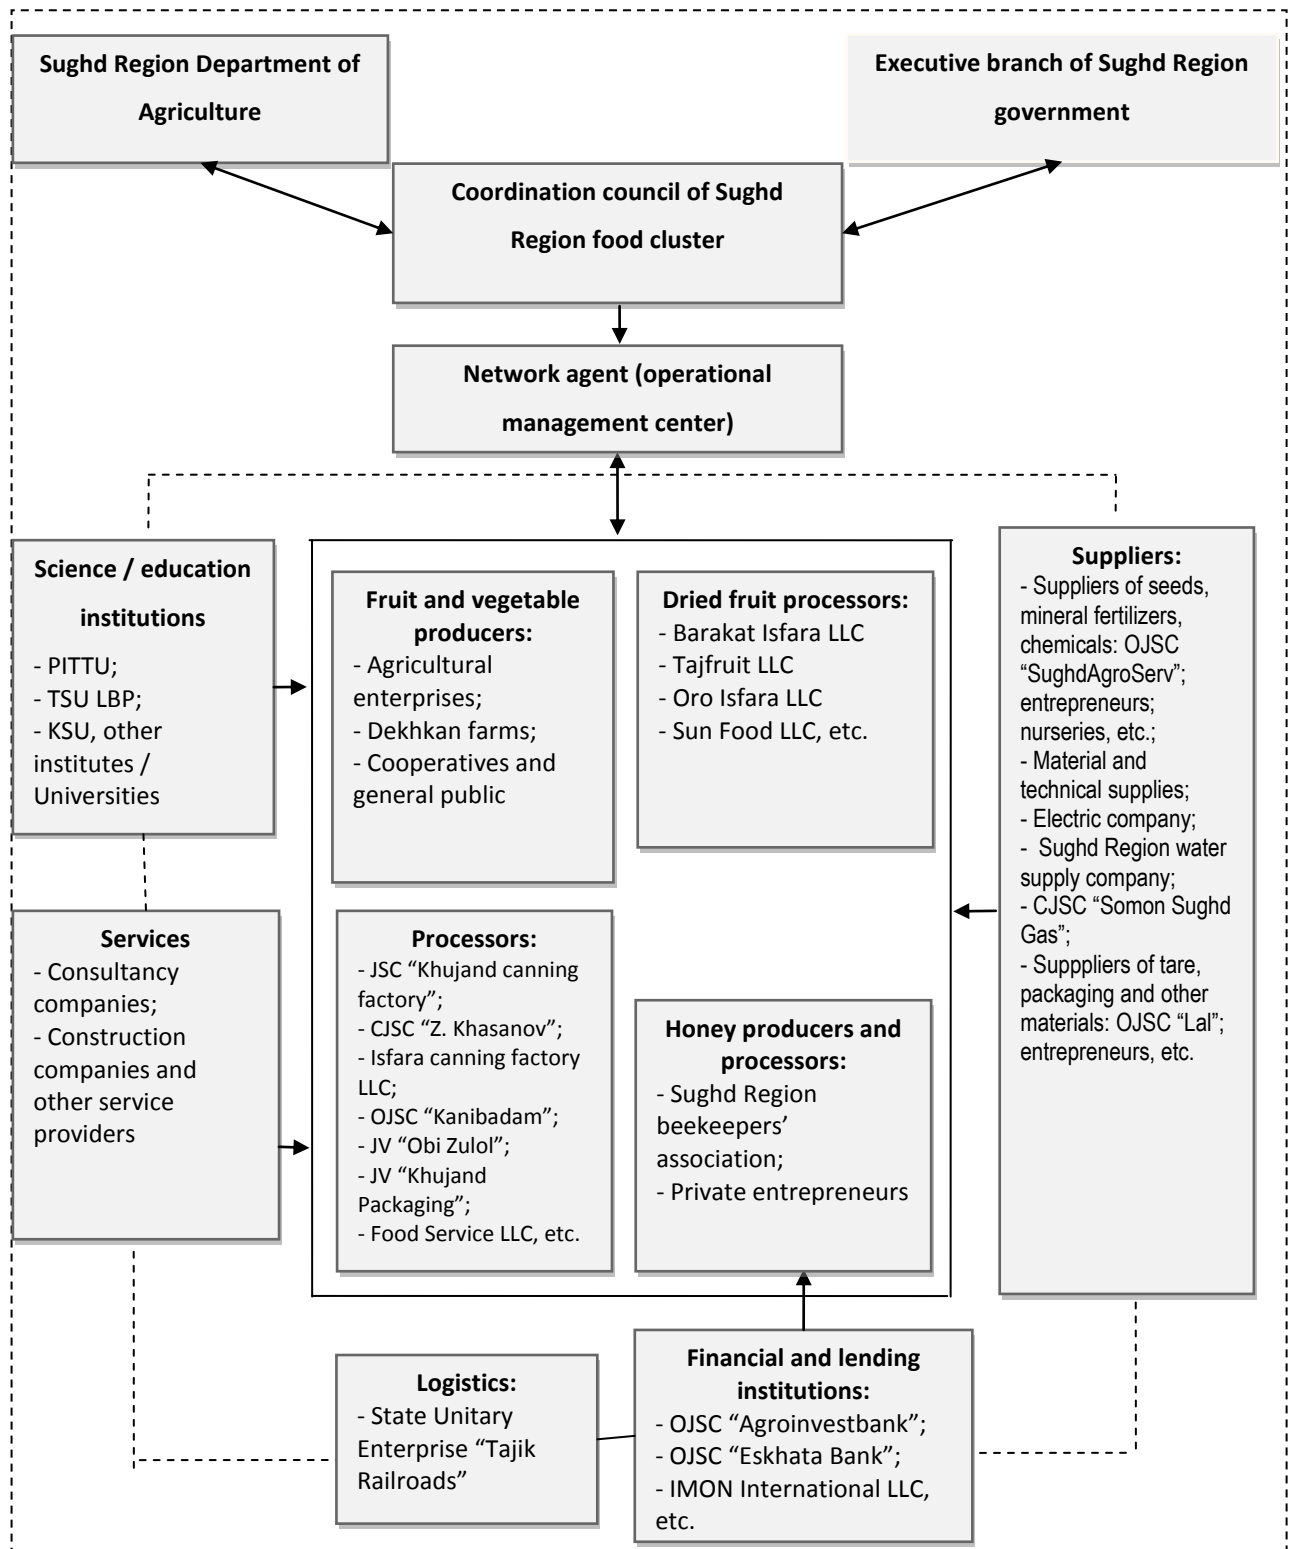 Sughd Region Department of
Agriculture
Executive branch of Sughd Region
government
Coordination council of Sughd
Region food cluster
Network agent (operational
management center)
Science / education
institutions
- PITTU;
- TSU LBP;
- KSU, other
institutes /
Universities
Fruit and vegetable
producers:
- Agricultural
enterprises;
- Dekhkan farms;
- Cooperatives and
general public
Dried fruit processors:
- Barakat Isfara LLC
- Tajfruit LLC
- Oro Isfara LLC
- Sun Food LLC, etc.
Suppliers:
- Suppliers of seeds,
mineral fertilizers,
chemicals: OJSC
“SughdAgroServ”;
entrepreneurs;
nurseries, etc.;
- Material and
technical supplies;
- Electric company;
- Sughd Region water
supply company;
- CJSC “Somon Sughd
Gas”;
- Supppliers of tare,
packaging and other
materials: OJSC “Lal”;
entrepreneurs, etc.
Services
- Consultancy
companies;
- Construction
companies and
other service
providers
Processors:
- JSC “Khujand canning
factory”;
- CJSC “Z. Khasanov”;
- Isfara canning factory
LLC;
- OJSC “Kanibadam”;
- JV “Obi Zulol”;
- JV “Khujand
Packaging”;
- Food Service LLC, etc.
Honey producers and
processors:
- Sughd Region
beekeepers’
association;
- Private entrepreneurs
Logistics:
- State Unitary
Enterprise “Tajik
Railroads”
Financial and lending
institutions:
- OJSC “Agroinvestbank”;
- OJSC “Eskhata Bank”;
- IMON International LLC,
etc.